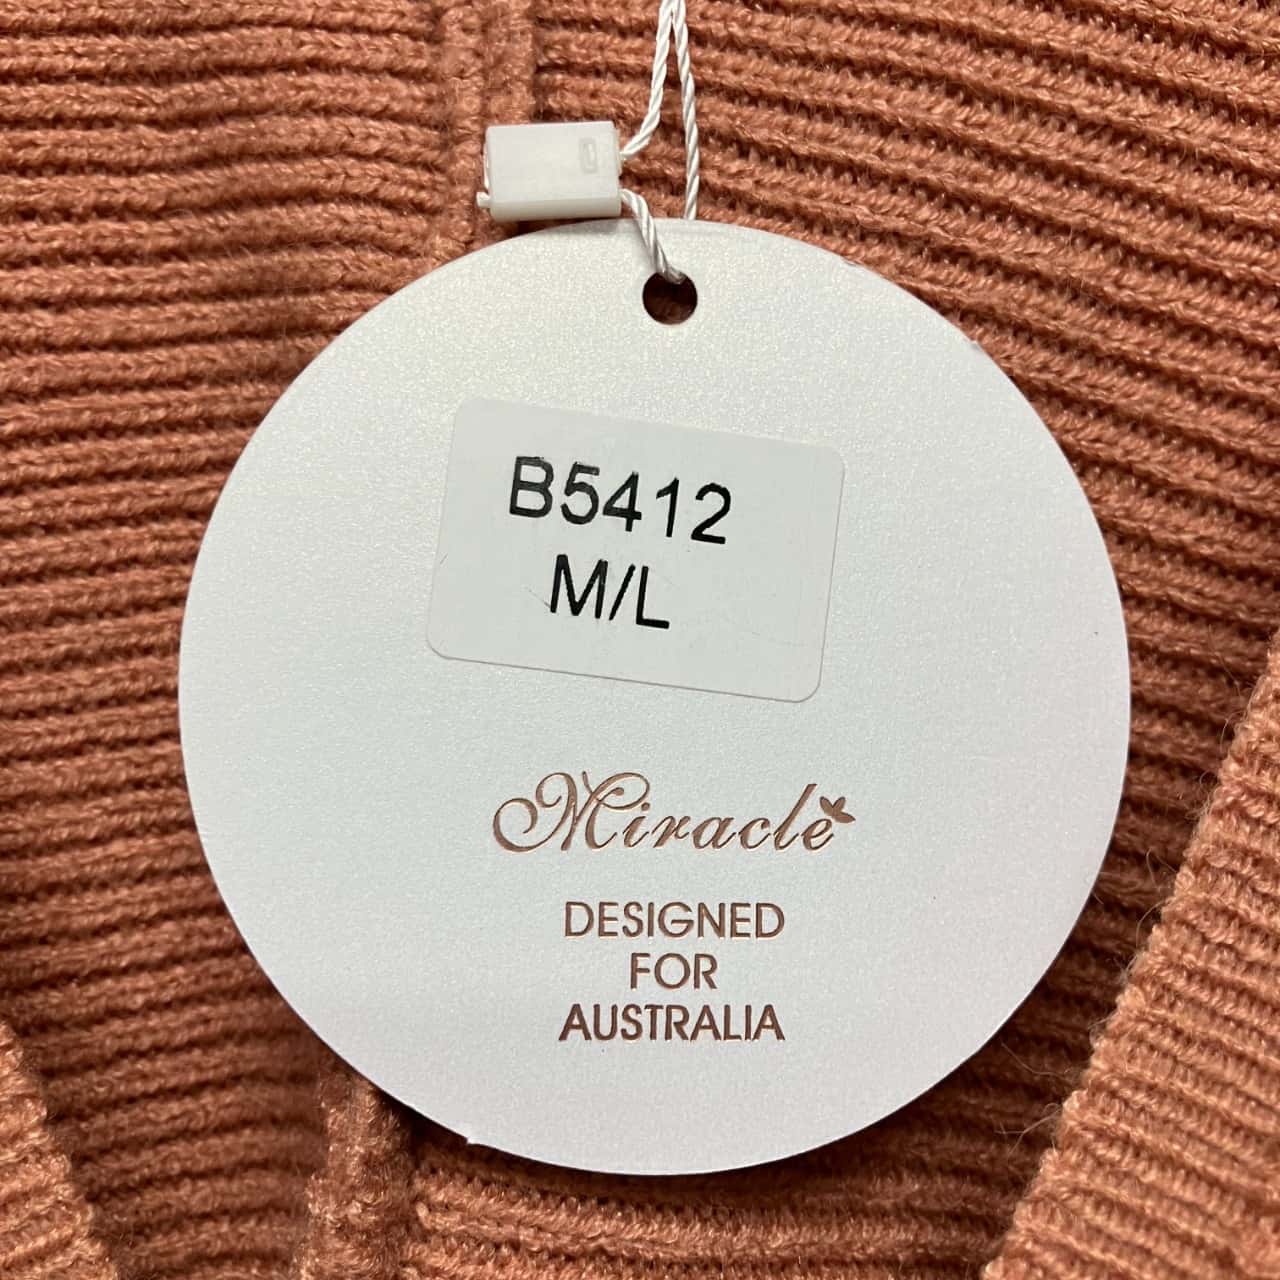 B5412
M/L
Miracle
DESIGNED
FOR
AUSTRALIA